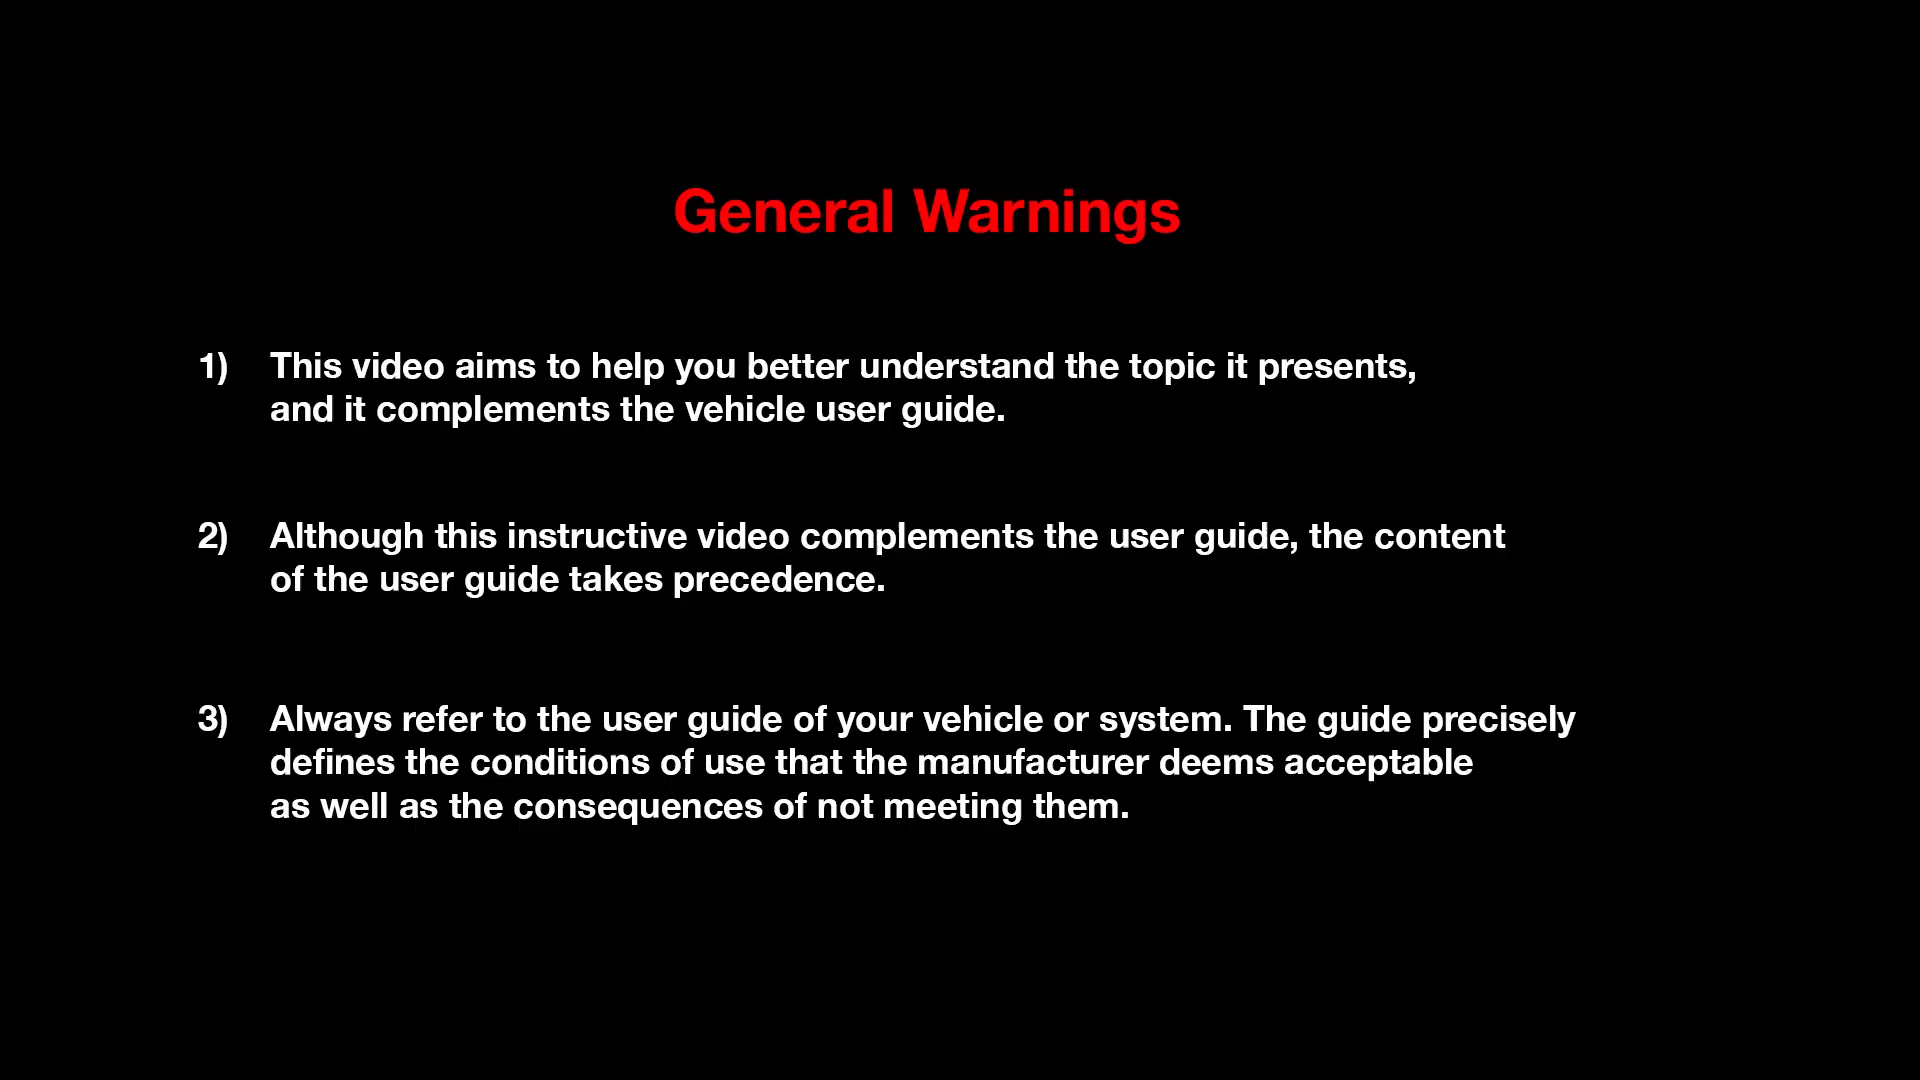 General Warnings
1) This video aims to help you better understand the topic it presents,
and it complements the vehicle user guide.
2) Although this instructive video complements the user guide, the content
of the user guide takes precedence.
3) Always refer to the user guide of your vehicle or system. The guide precisely
defines the conditions of use that the manufacturer deems acceptable
as well as the consequences of not meeting them.